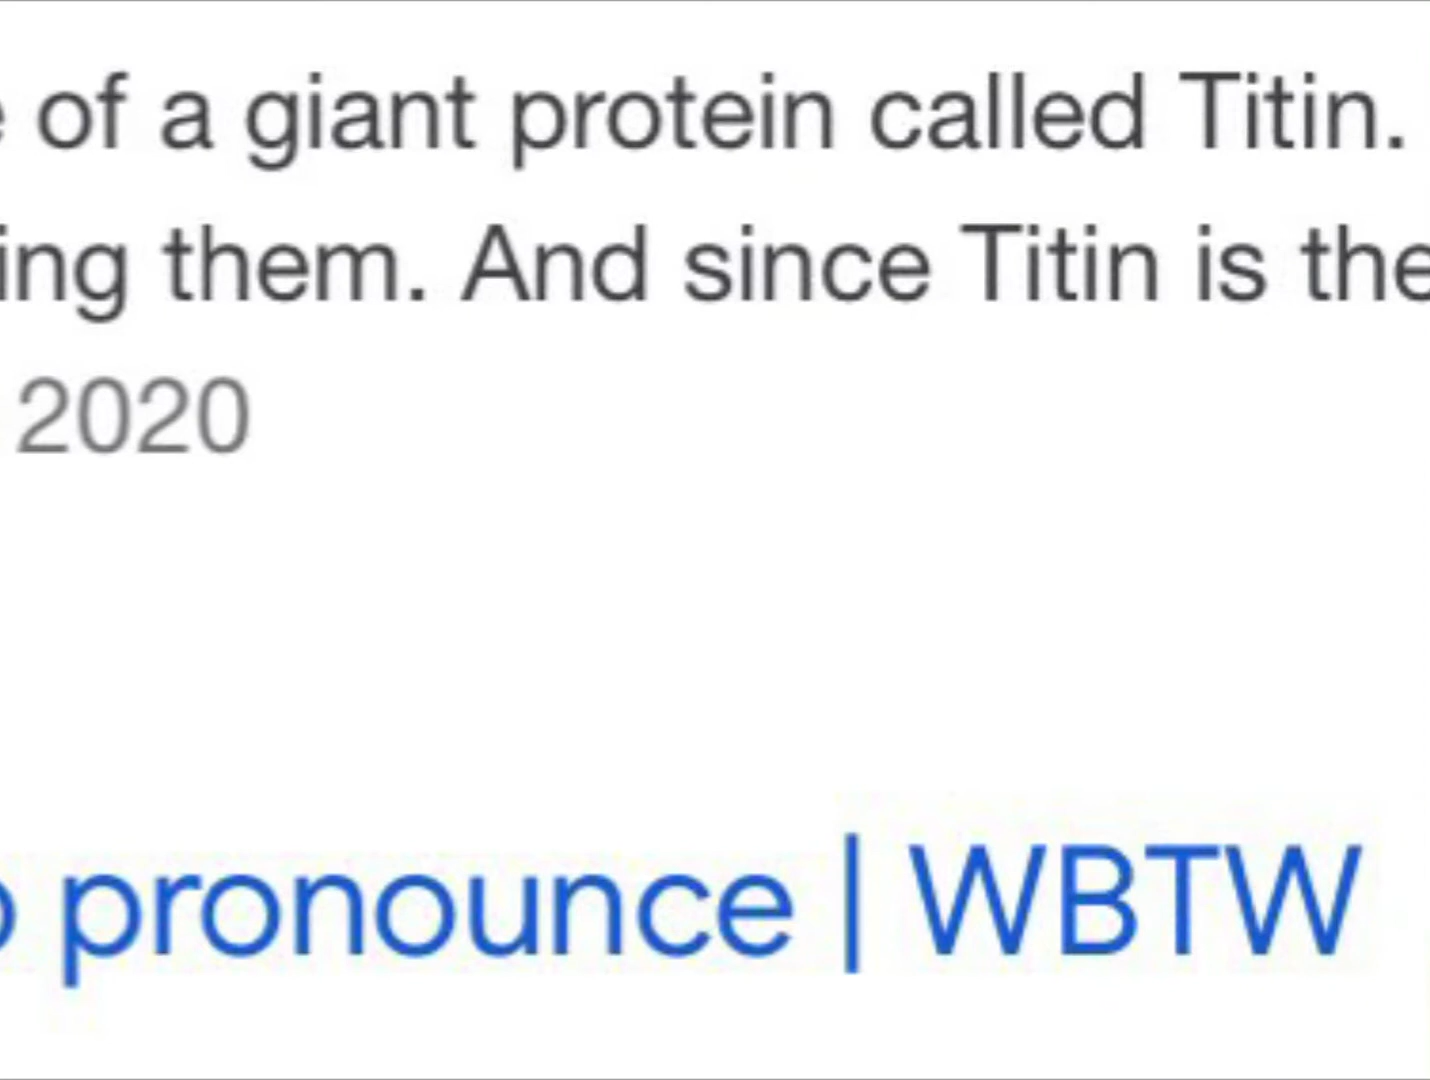 of a giant protein called Titin.
ing them. And since Titin is the
2020
pronounce | WBTW